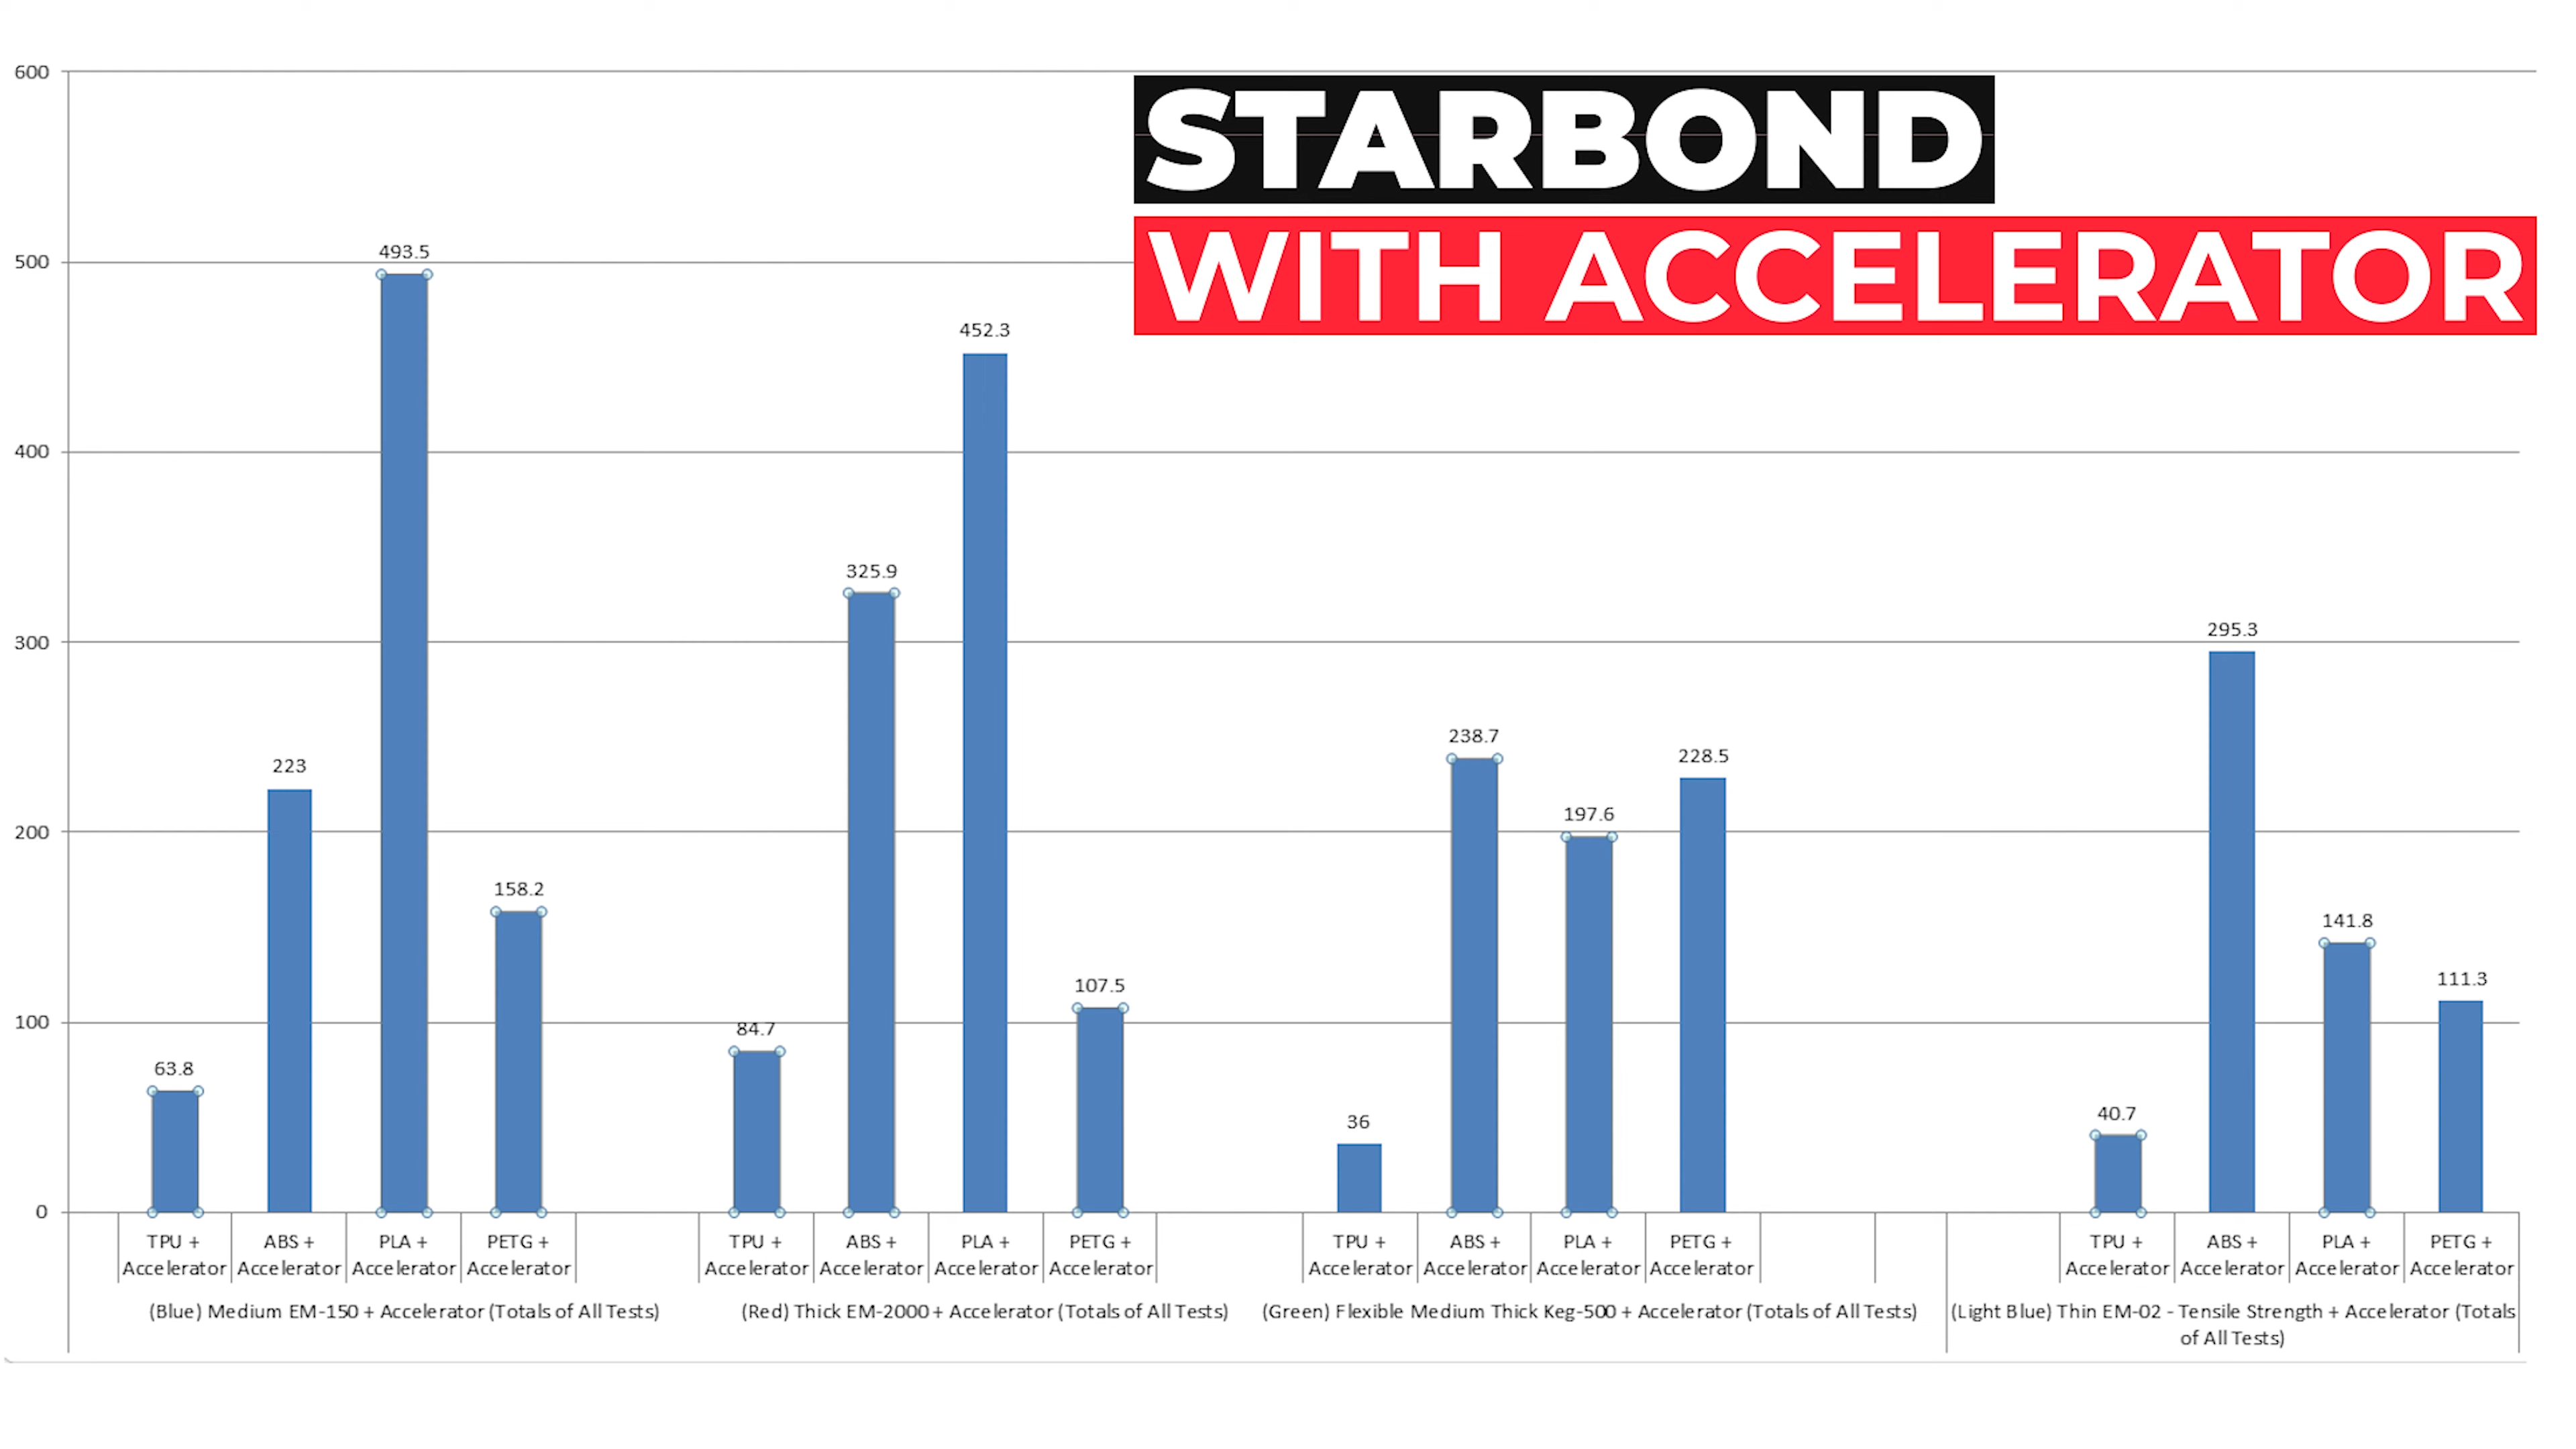 STARBOND
WITH ACCELERATOR
600
500
400
300
200
100
0
63.8
223
493.5
158.2
84.7
325.9
452.3
107.5
36
238.7
197.6
228.5
40.7
295.3
141.8
111.3
TPU + Accelerator
ABS + Accelerator
PLA + Accelerator
PETG + Accelerator
TPU + Accelerator
ABS + Accelerator
PLA + Accelerator
PETG + Accelerator
TPU + Accelerator
ABS + Accelerator
PLA + Accelerator
PETG + Accelerator
TPU + Accelerator
ABS + Accelerator
PLA + Accelerator
PETG + Accelerator
(Blue) Medium EM-150 + Accelerator (Totals of All Tests)
(Red) Thick EM-2000 + Accelerator (Totals of All Tests)
(Green) Flexible Medium Thick Keg-500 + Accelerator (Totals of All Tests)
(Light Blue) Thin EM-02 - Tensile Strength + Accelerator (Totals
of All Tests)